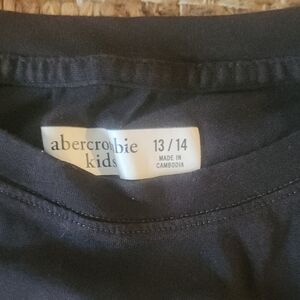 abercrombie
kids
13 / 14
MADE IN
CAMBODIA